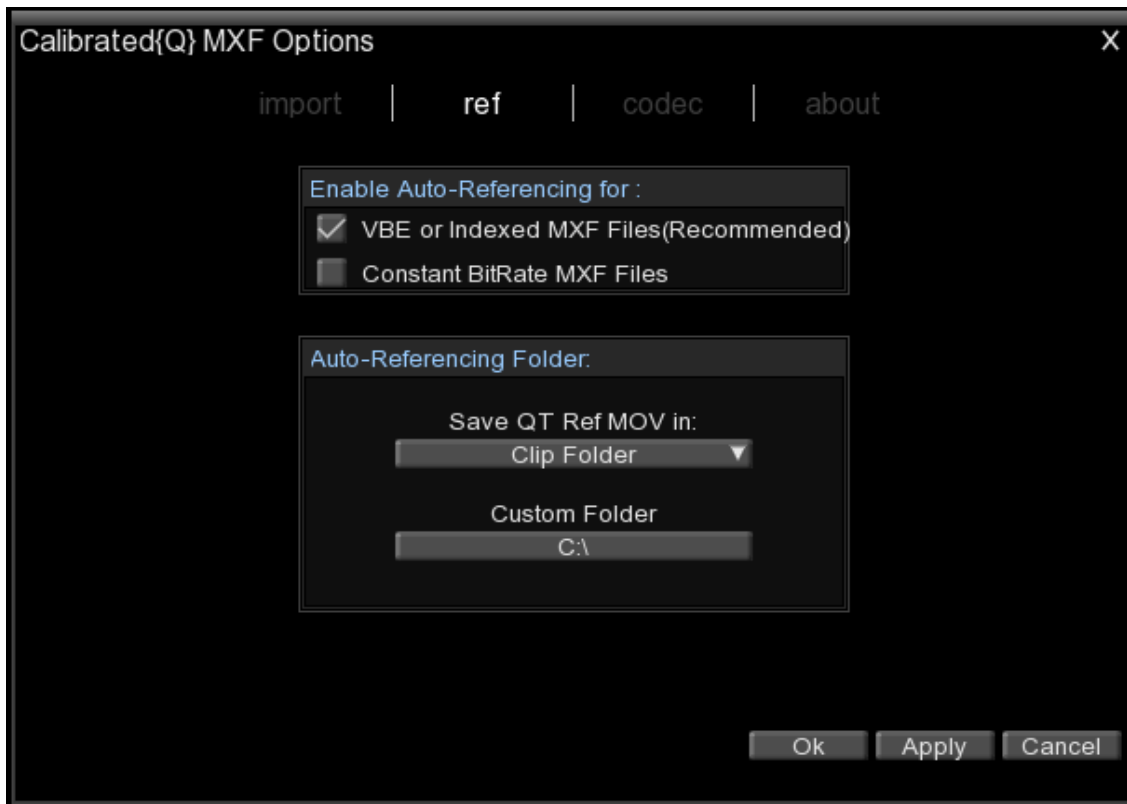 Calibrated{Q} MXF Options X
import ref codec about
Enable Auto-Referencing for :
VBE or Indexed MXF Files(Recommended)
Constant BitRate MXF Files
Auto-Referencing Folder:
Save QT Ref MOV in:
Clip Folder
Custom Folder
C:\
Ok Apply Cancel